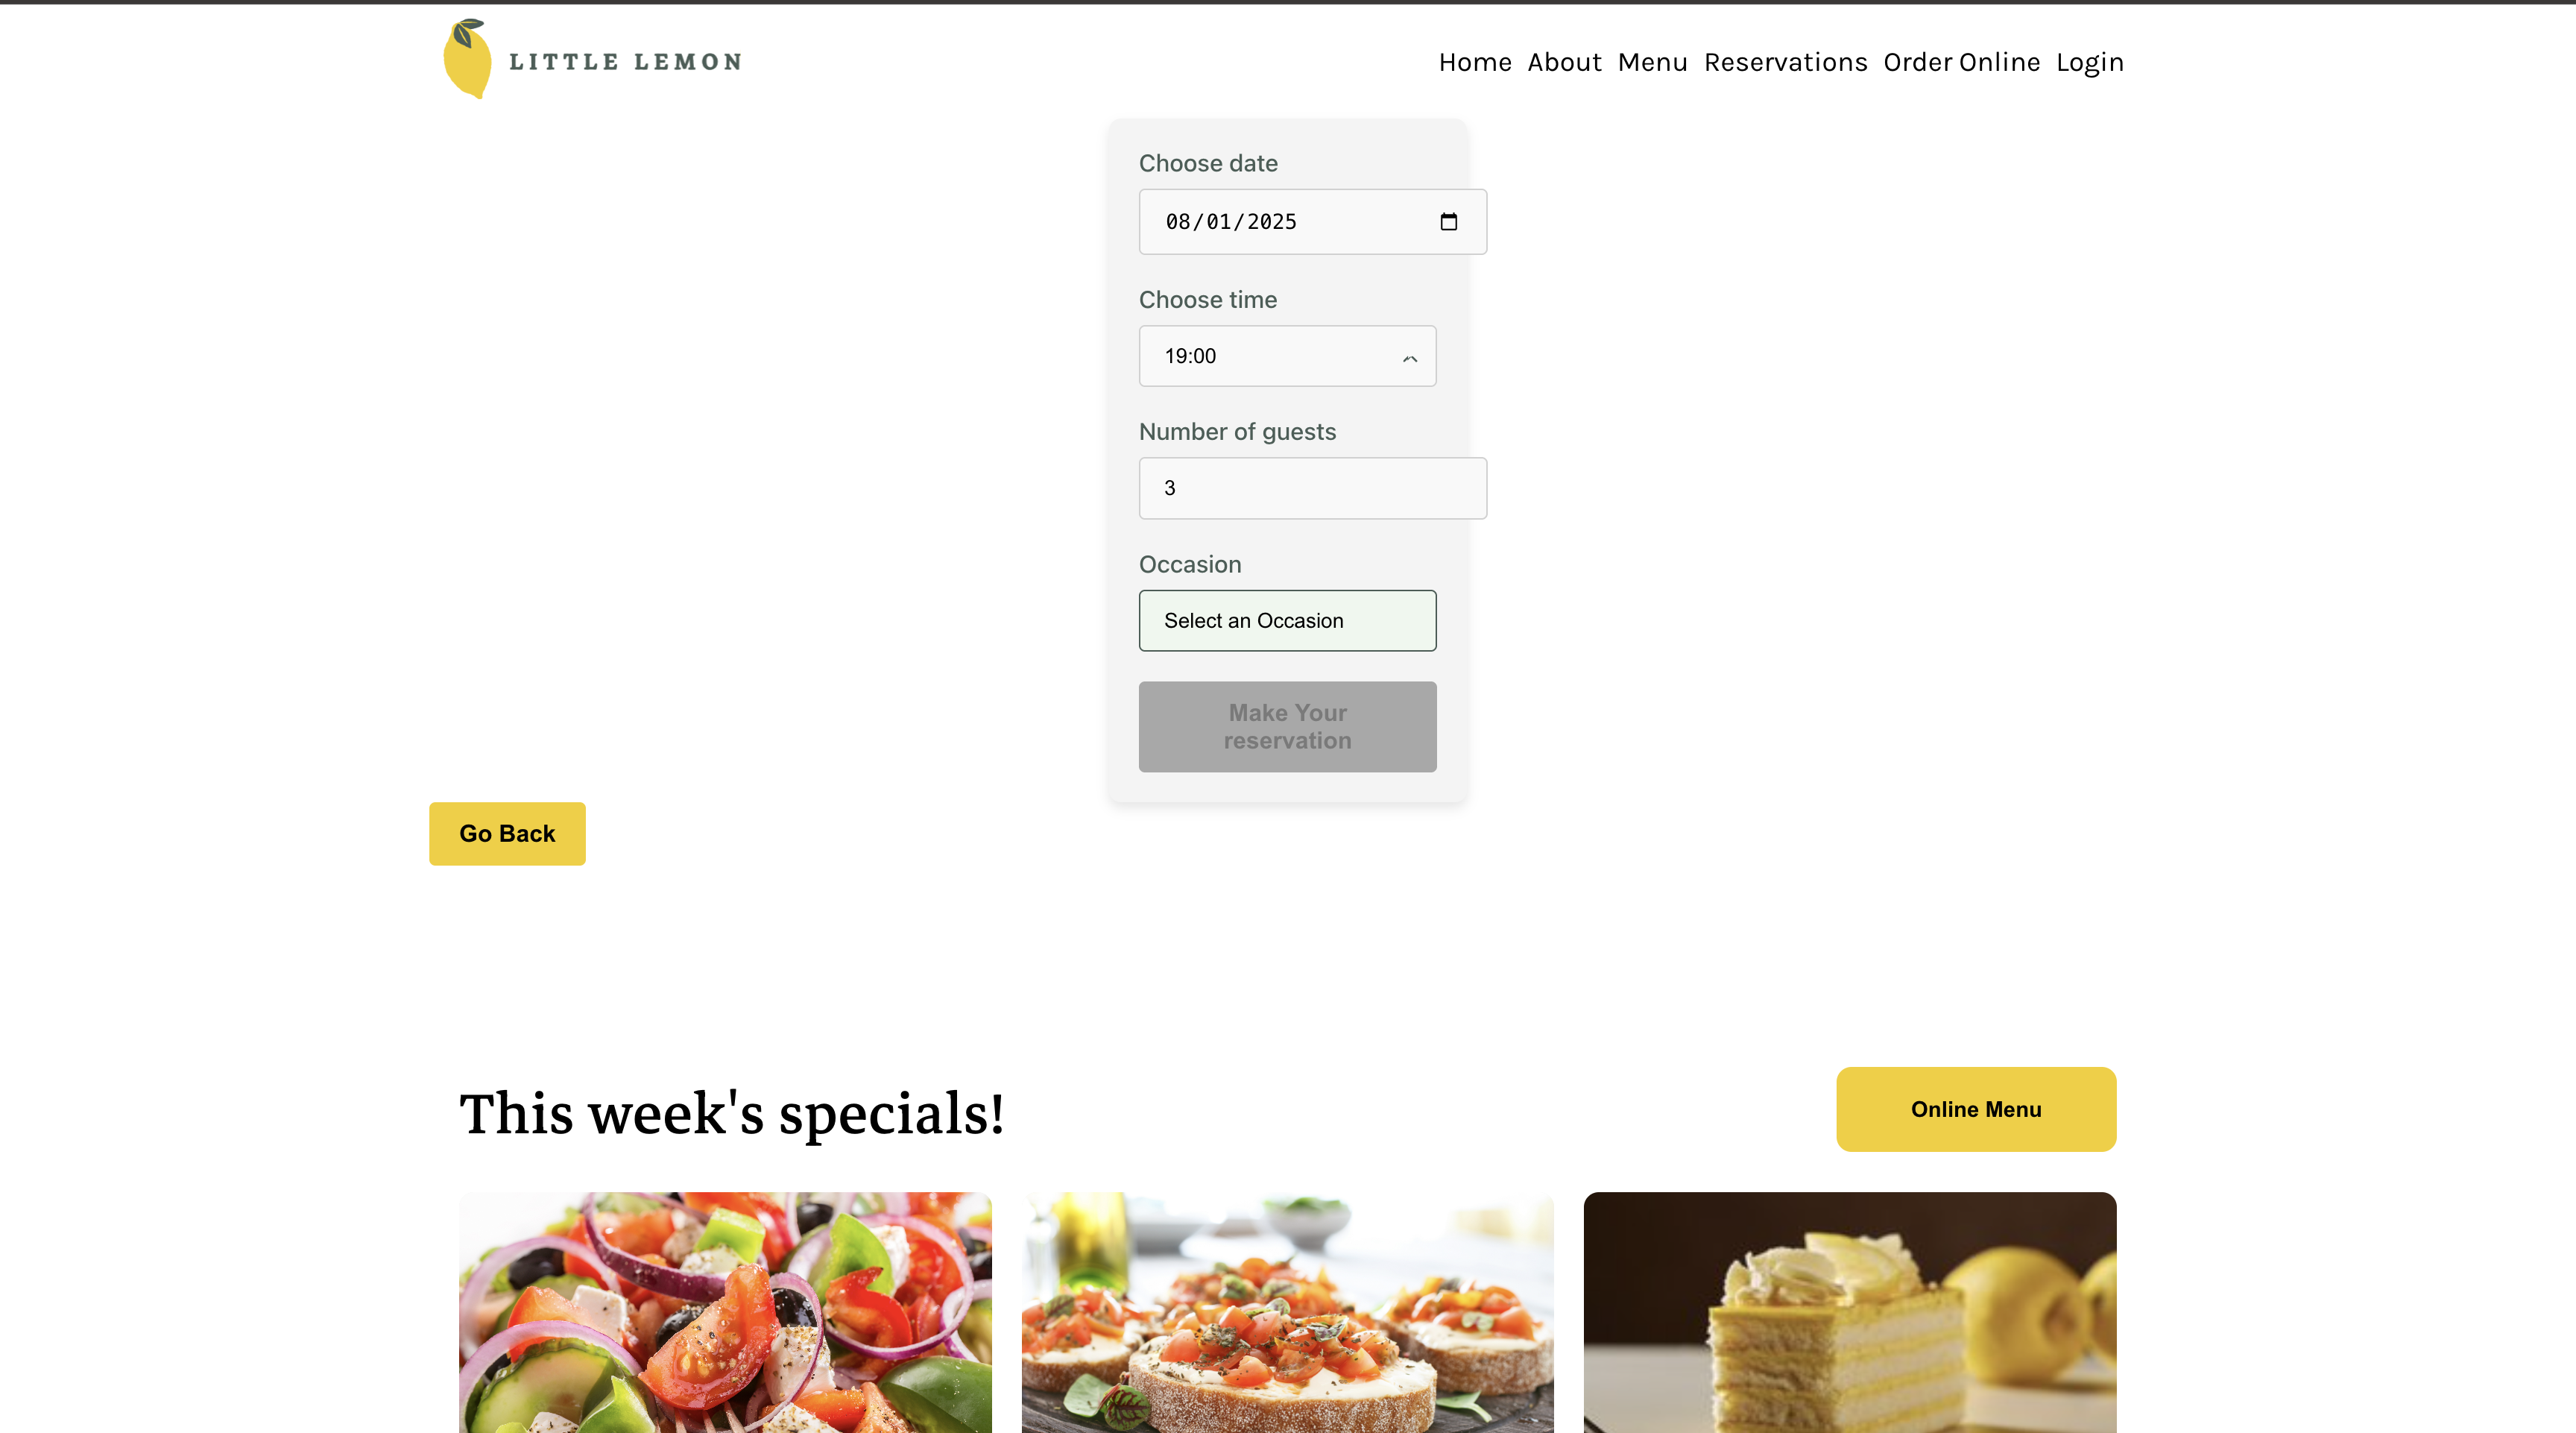 LITTLE LEMON
Home About Menu Reservations Order Online Login
Choose date
08/01/2025
Choose time
19:00
Number of guests
3
Occasion
Select an Occasion
Make Your
reservation
Go Back
This week's specials!
Online Menu